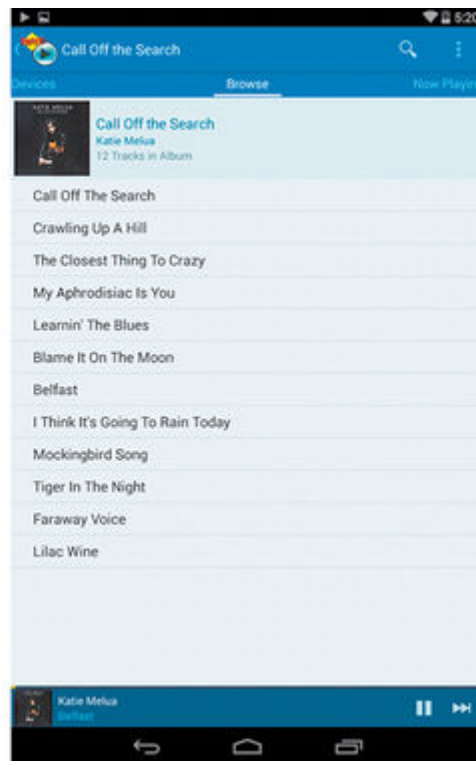 5:20
Call Off the Search
Devices
Browse
Now Playin
Call Off the Search
Katie Melua
12 Tracks in Album
Call Off The Search
Crawling Up A Hill
The Closest Thing To Crazy
My Aphrodisiac Is You
Learnin' The Blues
Blame It On The Moon
Belfast
I Think It's Going To Rain Today
Mockingbird Song
Tiger In The Night
Faraway Voice
Lilac Wine
Katie Melua
Belfast